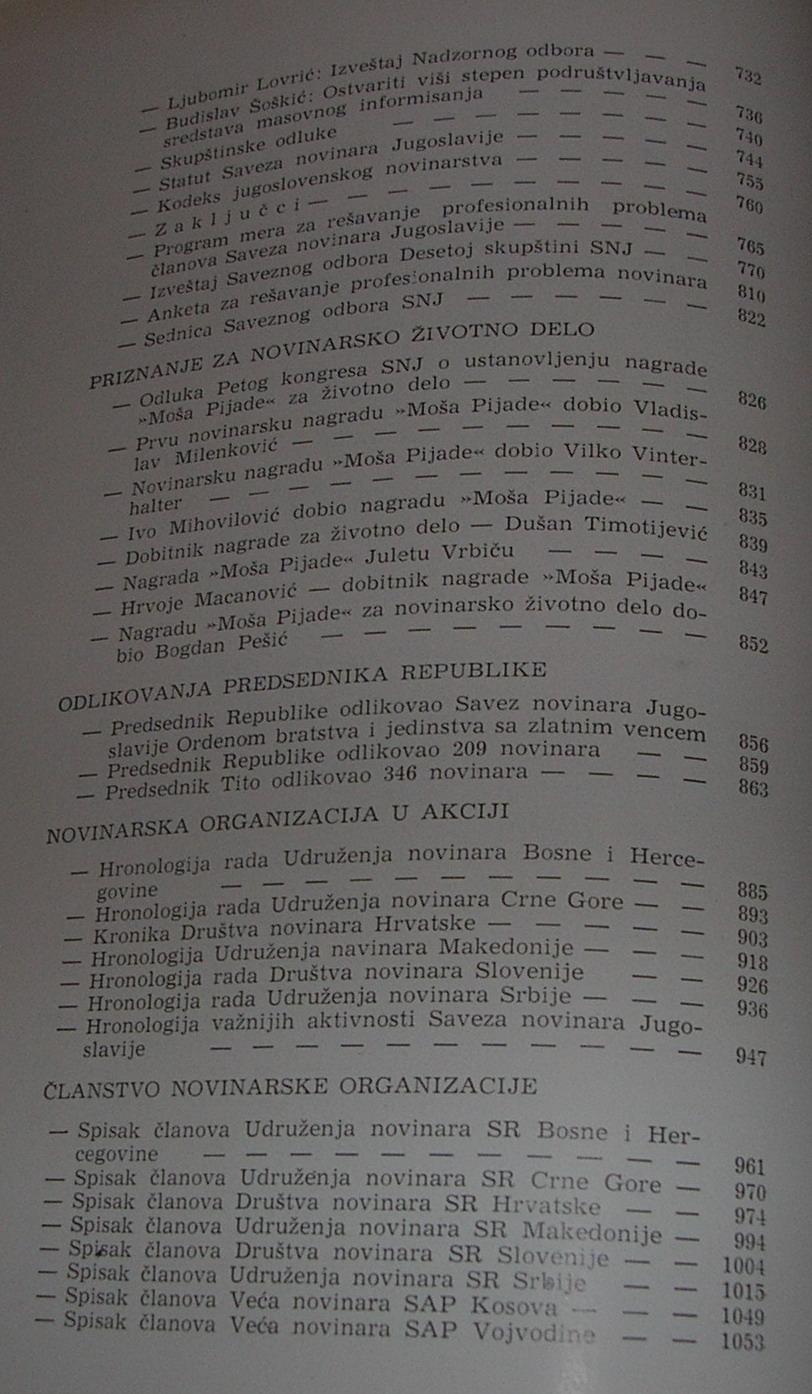 — Ljubomir Lovrić: Izveštaj Nadzornog odbora — — — 732
— Budislav Šoškić: Ostvariti viši stepen podruštvljavanja
sredstava masovnog informisanja — — — — — 736
— Skupštinske odluke — — — — — — — 740
— Statut Saveza novinara Jugoslavije — — — — — 744
— Kodeks jugoslovenskog novinarstva — — — — — 755
— Z a k l j u č c i — — — — — — — — — 760
— Program mera za rešavanje profesionalnih problema
članova Saveza novinara Jugoslavije — — — — — 765
— Izveštaj Saveznog odbora Desetoj skupštini SNJ — — 770
— Anketa za rešavanje profesionalnih problema novinara 810
— Sednica Saveznog odbora SNJ — — — — — — 822
PRIZNANJE ZA NOVINARSKO ŽIVOTNO DELO
— Odluka Petog kongresa SNJ o ustanovljenju nagrade
»Moša Pijade« za životno delo — — — — — — 826
— Prvu novinarsku nagradu »Moša Pijade« dobio Vladis-
lav Milenković — — — — — — — — — — 828
— Novinarsku nagradu »Moša Pijade« dobio Vilko Vinter-
halter — — — — — — — — — — — — 831
— Ivo Mihovilović dobio nagradu »Moša Pijade« — — 835
— Dobitnik nagrade za životno delo — Dušan Timotijević 839
— Nagrada »Moša Pijade« Juletu Vrbiču — — — — 843
— Hrvoje Macanović — dobitnik nagrade »Moša Pijade« 847
— Nagradu »Moša Pijade« za novinarsko životno delo do-
bio Bogdan Pešić — — — — — — — — — 852
ODLIKOVANJA PREDSEDNIKA REPUBLIKE
— Predsednik Republike odlikovao Savez novinara Jugo-
slavije Ordenom bratstva i jedinstva sa zlatnim vencem 856
— Predsednik Republike odlikovao 209 novinara — — 859
— Predsednik Tito odlikovao 346 novinara — — — — 863
NOVINARSKA ORGANIZACIJA U AKCIJI
— Hronologija rada Udruženja novinara Bosne i Herce-
govine — — — — — — — — — — — — 885
— Hronologija rada Udruženja novinara Crne Gore — — 893
— Kronika Društva novinara Hrvatske — — — — — 903
— Hronologija Udruženja navinara Makedonije — — — 918
— Hronologija rada Društva novinara Slovenije — — 926
— Hronologija rada Udruženja novinara Srbije — — — 936
— Hronologija važnijih aktivnosti Saveza novinara Jugo-
slavije — — — — — — — — — — — — 947
ČLANSTVO NOVINARSKE ORGANIZACIJE
— Spisak članova Udruženja novinara SR Bosne i Her-
cegovine — — — — — — — — — — — — 961
— Spisak članova Udruženja novinara SR Crne Gore — 970
— Spisak članova Društva novinara SR Hrvatske — — 974
— Spisak članova Udruženja novinara SR Makedonije — 994
— Spisak članova Društva novinara SR Slovenije — — 1004
— Spisak članova Udruženja novinara SR Srbije — — 1015
— Spisak članova Veća novinara SAP Kosova — — — 1049
— Spisak članova Veća novinara SAP Vojvodine — — 1053